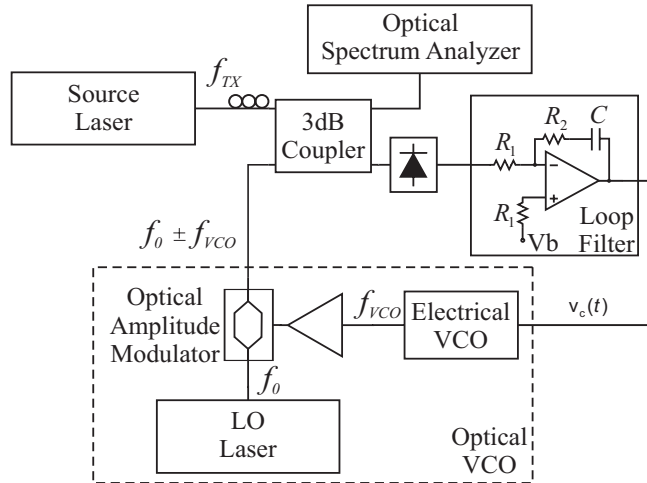 Optical
Spectrum Analyzer
f_TX
Source
Laser
3dB
Coupler
R_1
R_2
C
−
+
R_1
Vb
Loop
Filter
f_0 ± f_VCO
Optical
Amplitude
Modulator
f_VCO
Electrical
VCO
v_c(t)
f_0
LO
Laser
Optical
VCO